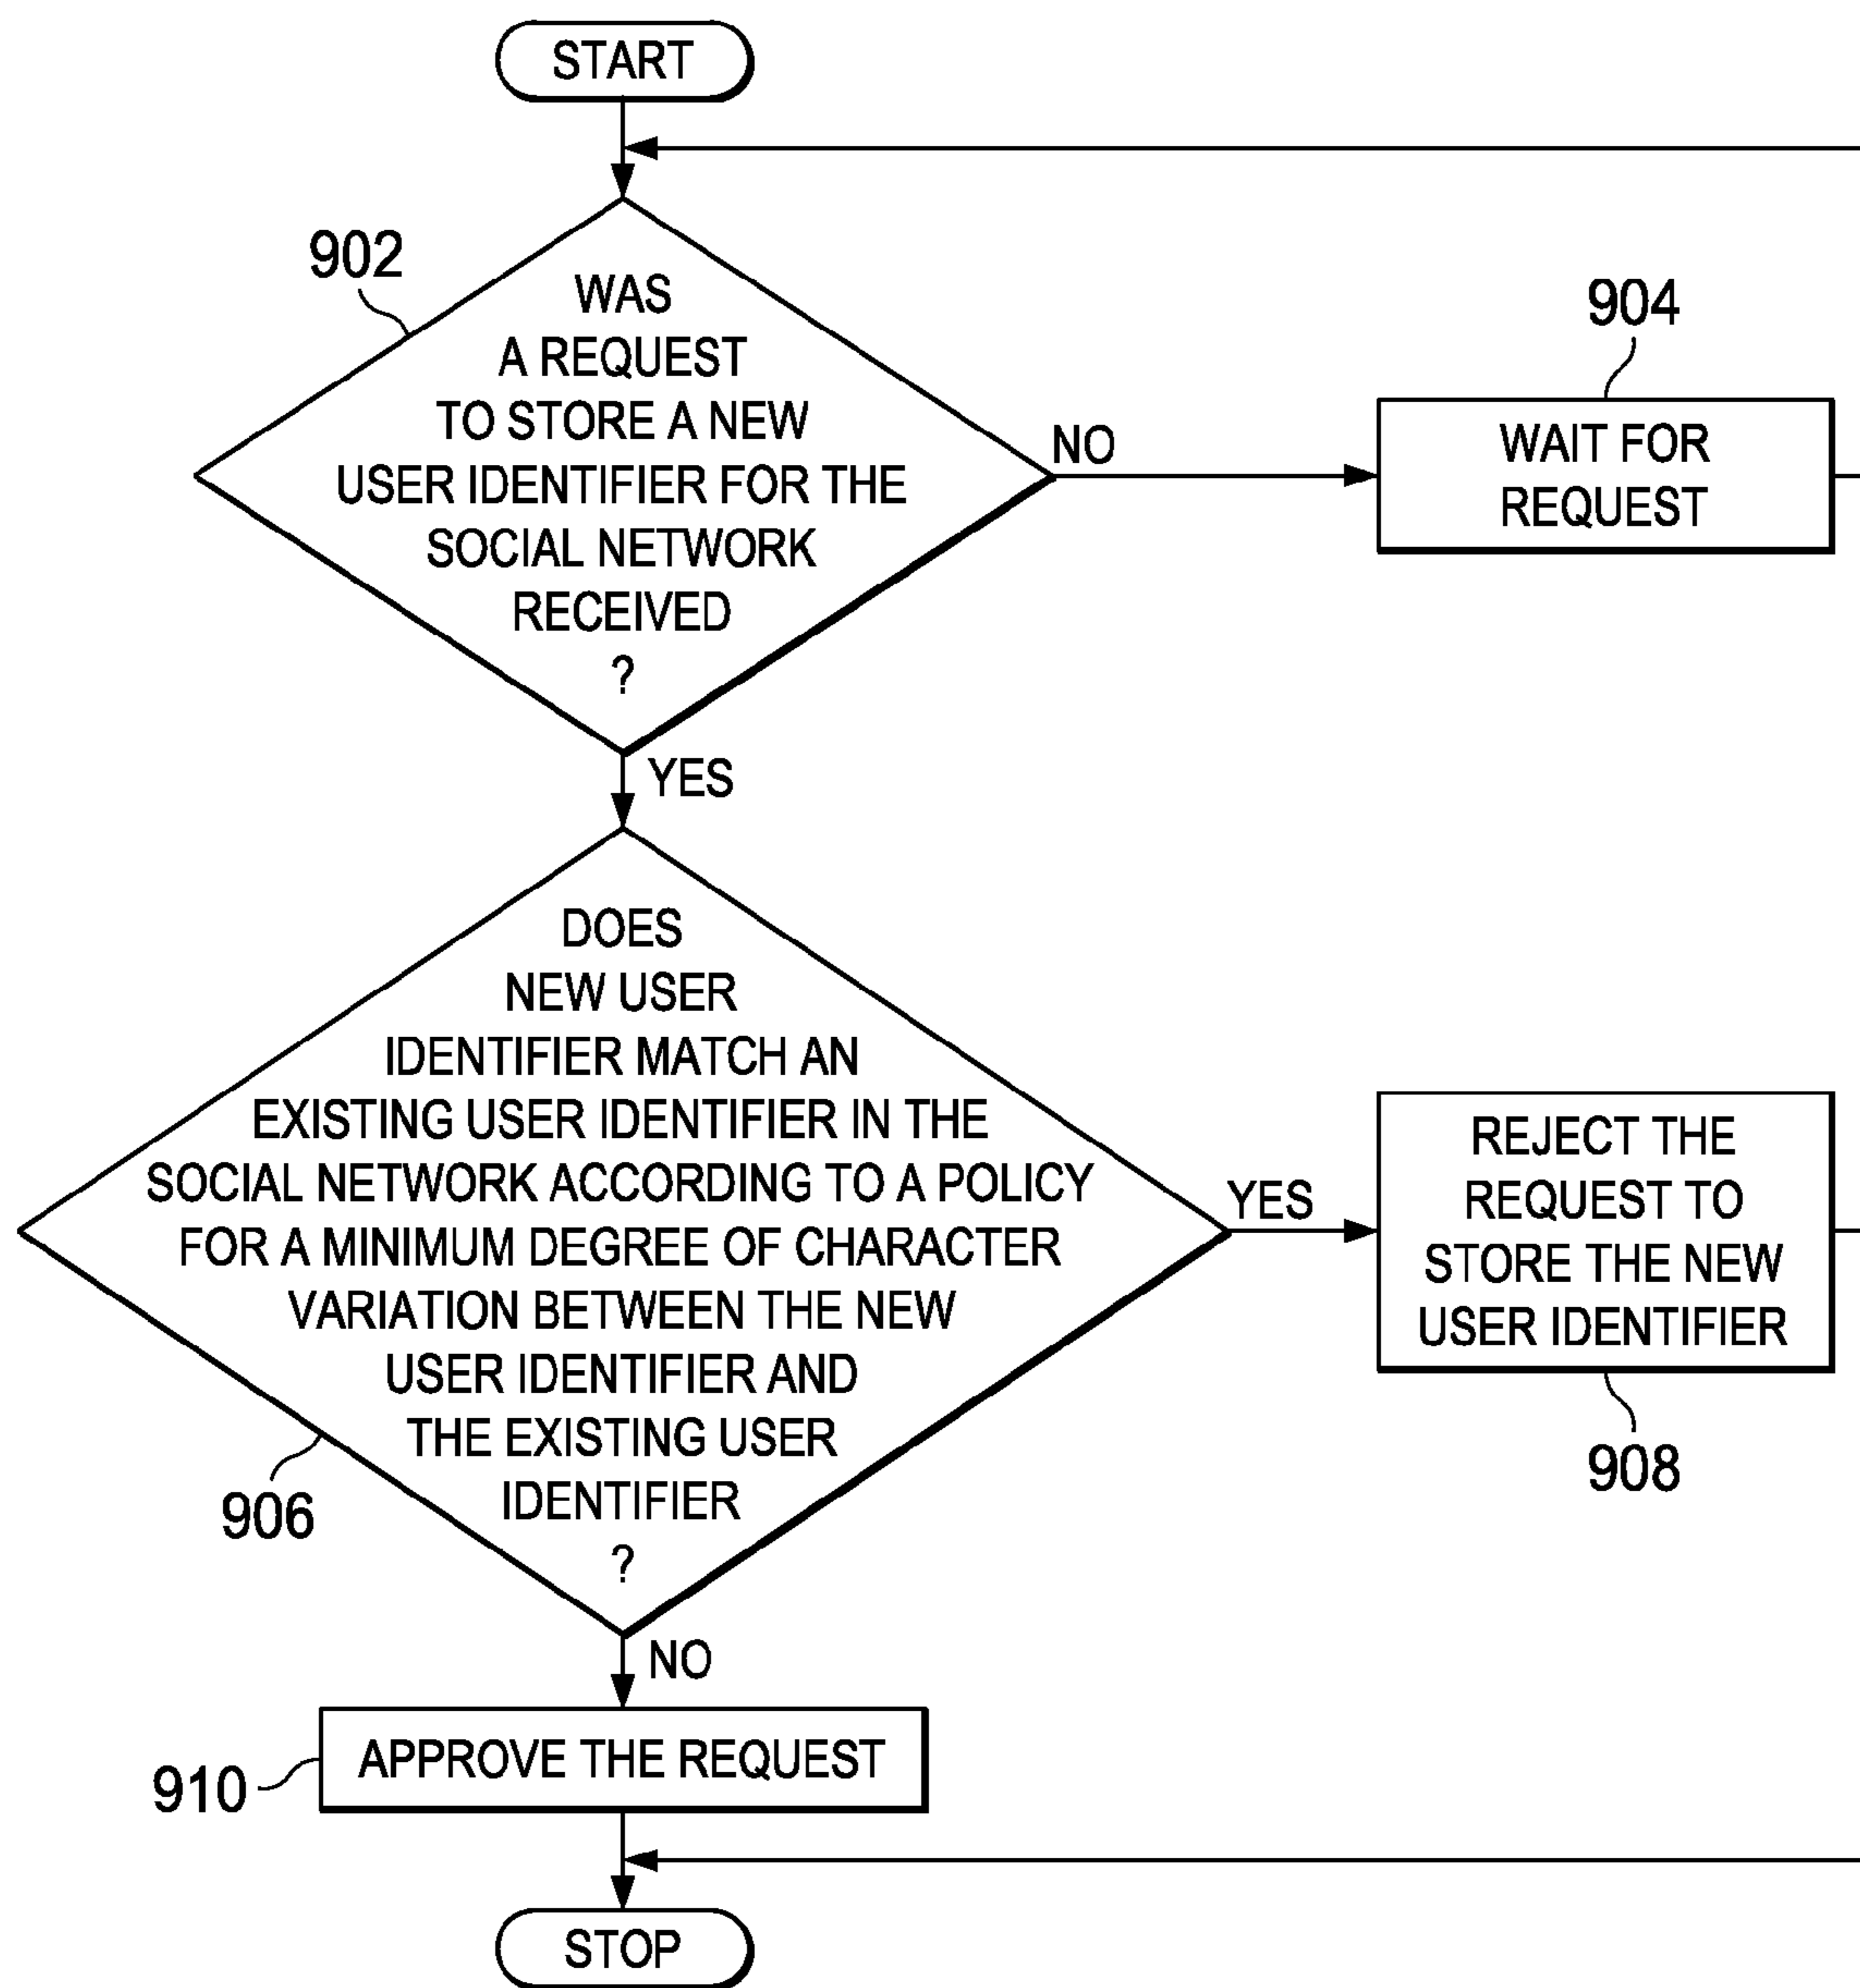 START
902
WAS
A REQUEST
TO STORE A NEW
USER IDENTIFIER FOR THE
SOCIAL NETWORK
RECEIVED
?
NO
904
WAIT FOR
REQUEST
YES
DOES
NEW USER
IDENTIFIER MATCH AN
EXISTING USER IDENTIFIER IN THE
SOCIAL NETWORK ACCORDING TO A POLICY
FOR A MINIMUM DEGREE OF CHARACTER
VARIATION BETWEEN THE NEW
USER IDENTIFIER AND
THE EXISTING USER
IDENTIFIER
?
906
YES
REJECT THE
REQUEST TO
STORE THE NEW
USER IDENTIFIER
908
NO
APPROVE THE REQUEST
910
STOP